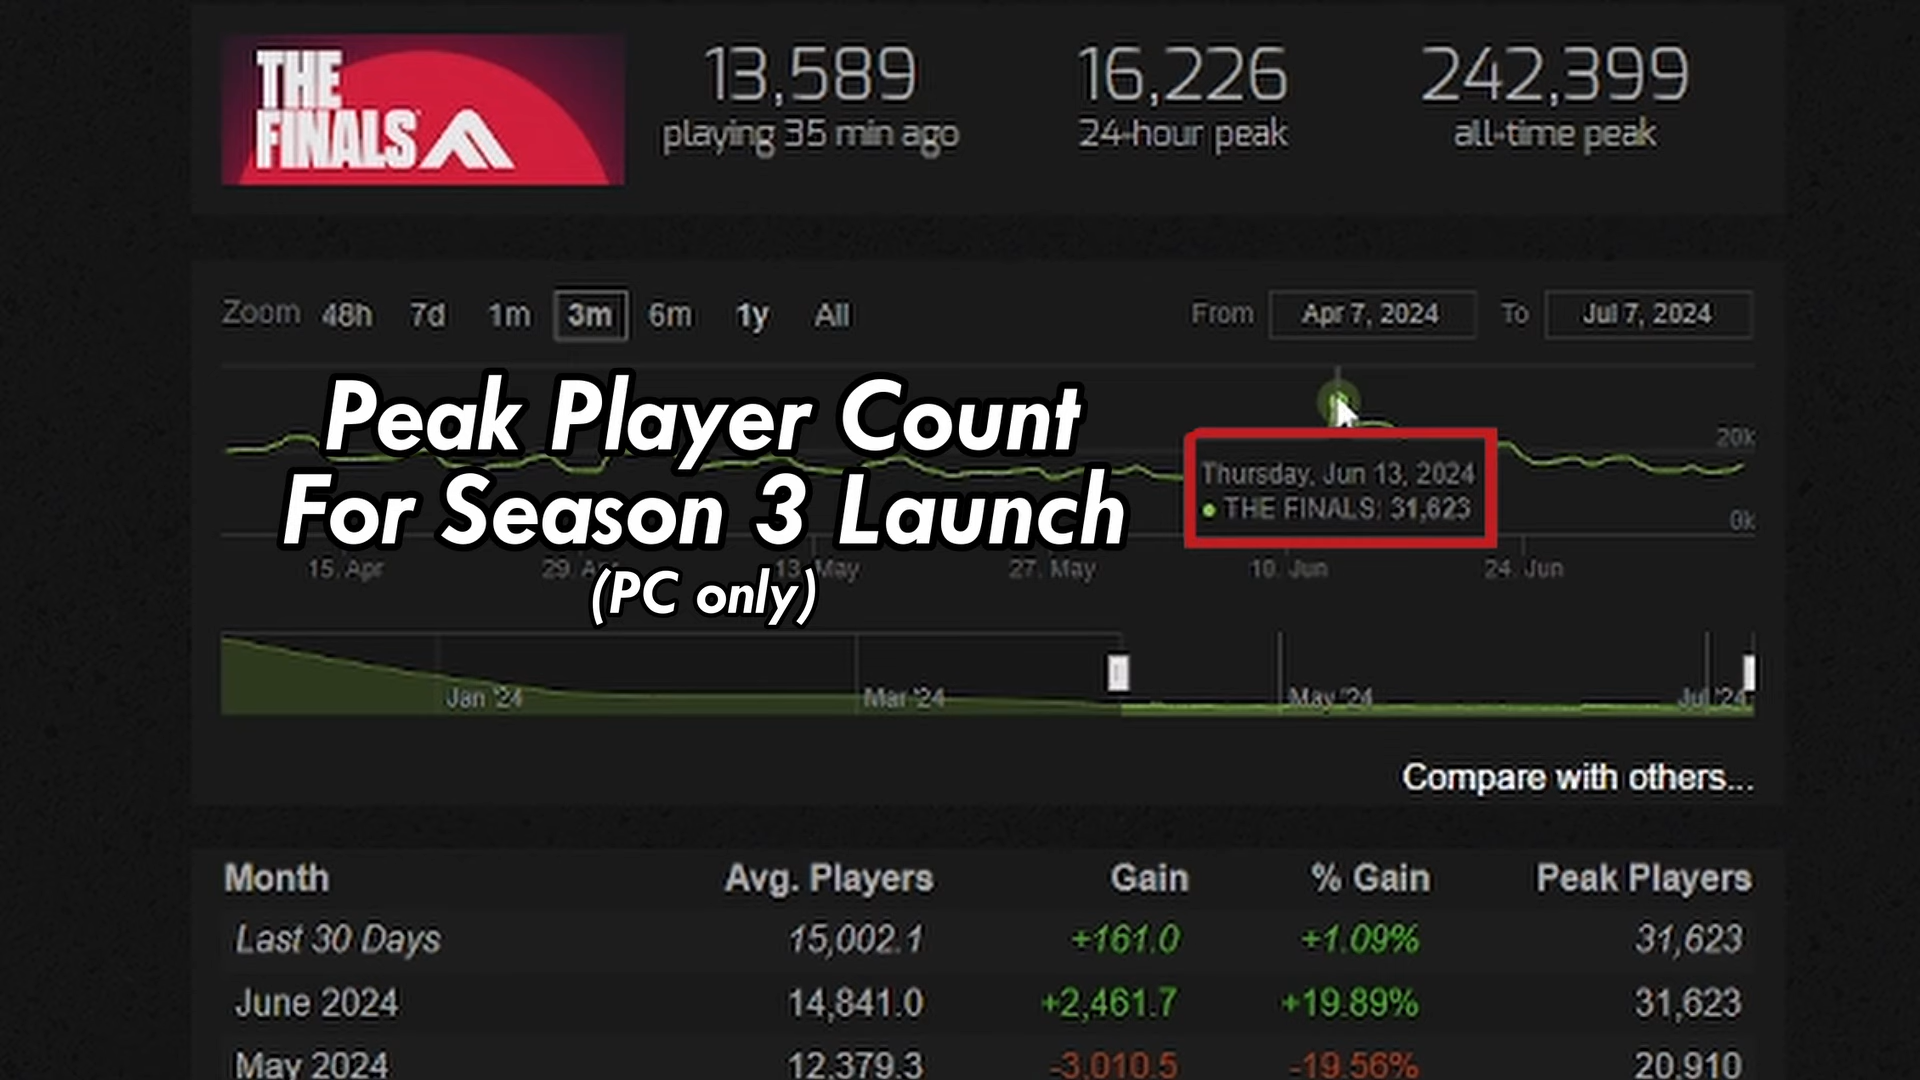 THE
FINALS
13,589
playing 35 min ago
16,226
24-hour peak
242,399
all-time peak
Zoom 48h 7d 1m 3m 6m 1y All
From Apr 7, 2024 To Jul 7, 2024
Peak Player Count
For Season 3 Launch
(PC only)
Thursday, Jun 13, 2024
THE FINALS: 31,623
20k
0k
15. Apr 29. Apr 13. May 27. May 10. Jun 24. Jun
Jan '24 Mar '24 May '24 Jul '24
Compare with others...
Month Avg. Players Gain % Gain Peak Players
Last 30 Days 15,002.1 +161.0 +1.09% 31,623
June 2024 14,841.0 +2,461.7 +19.89% 31,623
May 2024 12,379.3 -3,010.5 -19.56% 20,910